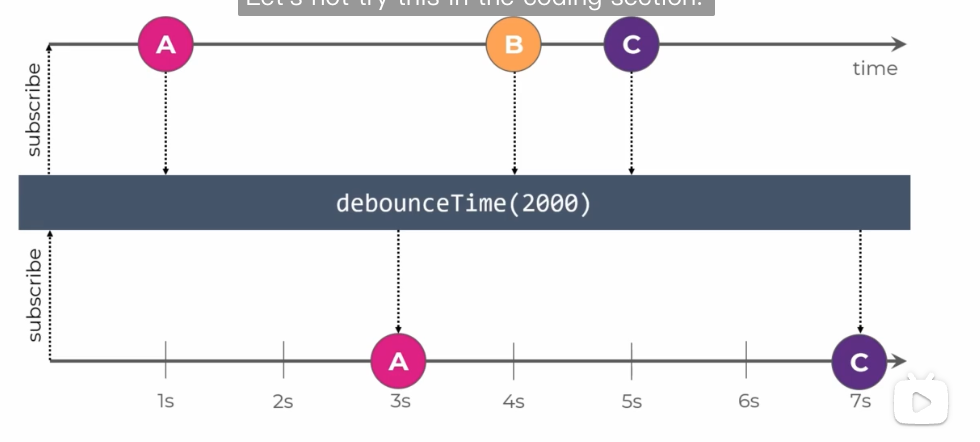 Let's not try this in the coding section.
A
B
C
time
subscribe
debounceTime(2000)
subscribe
A
C
1s
2s
3s
4s
5s
6s
7s